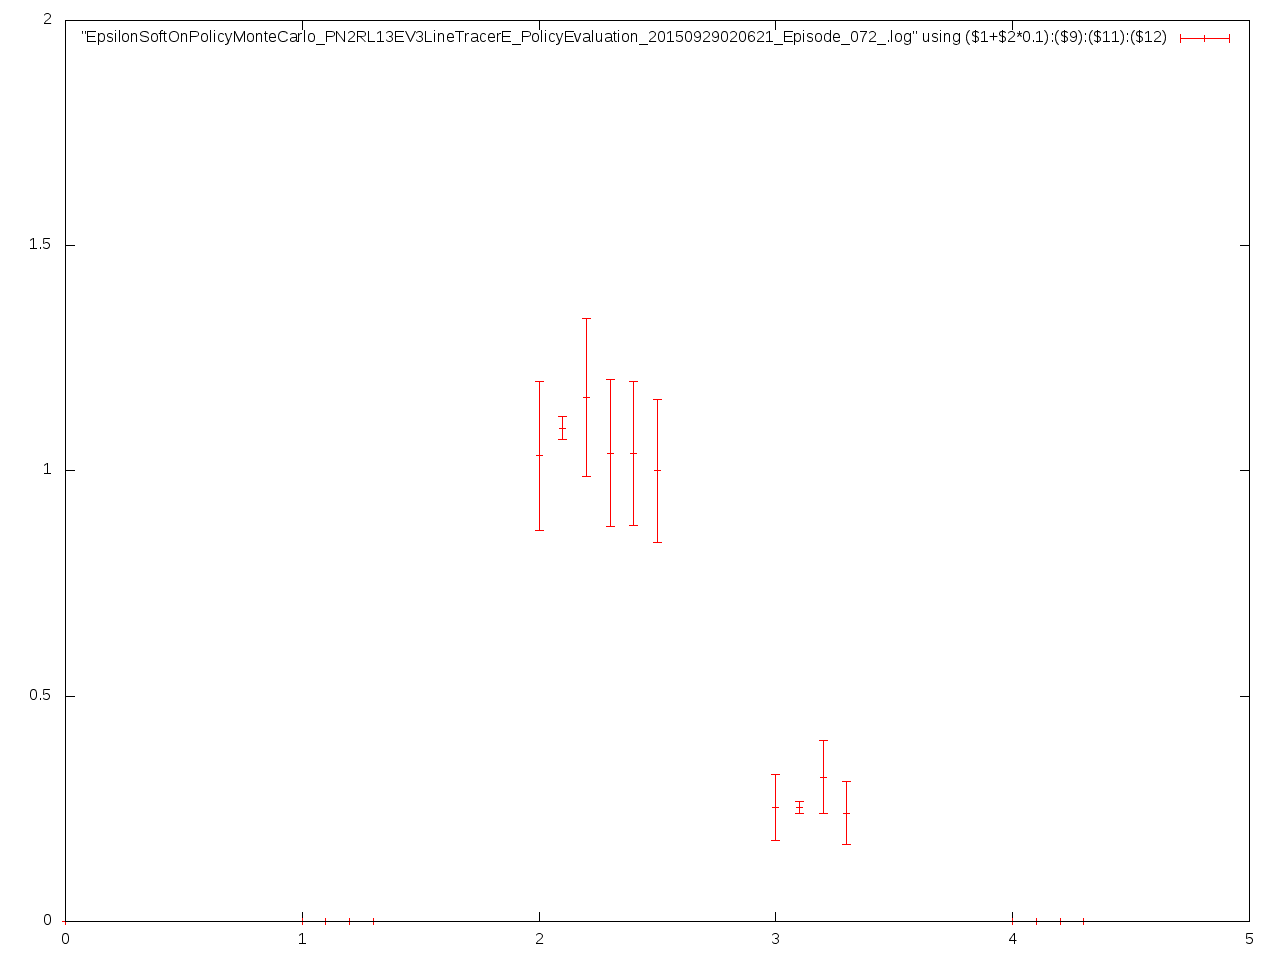 2
"EpsilonSoftOnPolicyMonteCarlo_PN2RL13EV3LineTracerE_PolicyEvaluation_20150929020621_Episode_072_.log" using ($1+$2*0.1):($9):($11):($12)
1.5
1
0.5
0
0 1 2 3 4 5